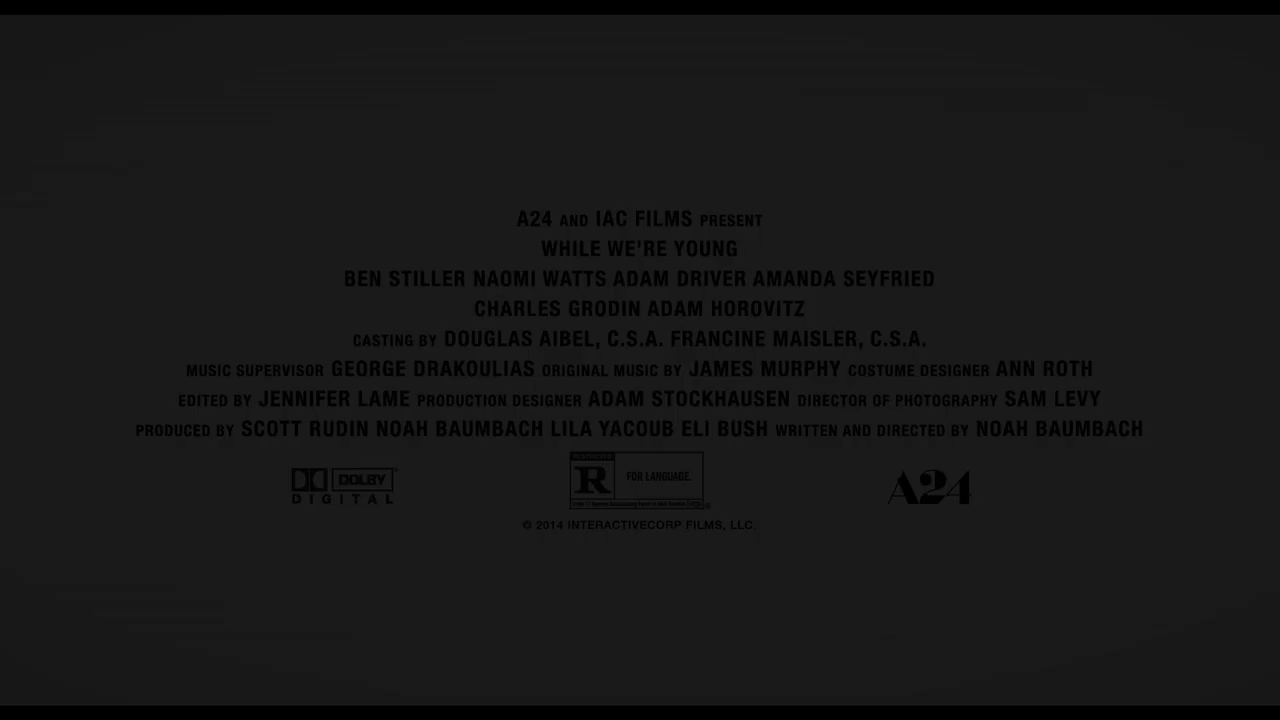 A24 AND IAC FILMS PRESENT
WHILE WE'RE YOUNG
BEN STILLER NAOMI WATTS ADAM DRIVER AMANDA SEYFRIED
CHARLES GRODIN ADAM HOROVITZ
CASTING BY DOUGLAS AIBEL, C.S.A. FRANCINE MAISLER, C.S.A.
MUSIC SUPERVISOR GEORGE DRAKOULIAS ORIGINAL MUSIC BY JAMES MURPHY COSTUME DESIGNER ANN ROTH
EDITED BY JENNIFER LAME PRODUCTION DESIGNER ADAM STOCKHAUSEN DIRECTOR OF PHOTOGRAPHY SAM LEVY
PRODUCED BY SCOTT RUDIN NOAH BAUMBACH LILA YACOUB ELI BUSH WRITTEN AND DIRECTED BY NOAH BAUMBACH
DOLBY
DIGITAL
R
FOR LANGUAGE.
A24
© 2014 INTERACTIVECORP FILMS, LLC.